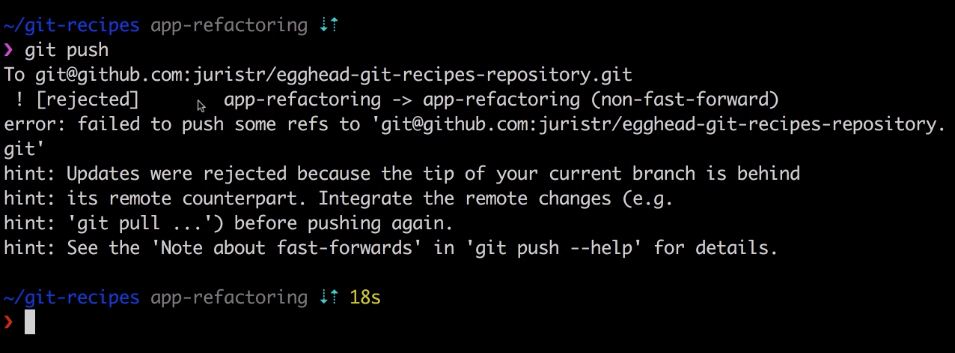 ~/git-recipes app-refactoring ⇣⇡
❯ git push
To git@github.com:juristr/egghead-git-recipes-repository.git
 ! [rejected]        app-refactoring -> app-refactoring (non-fast-forward)
error: failed to push some refs to 'git@github.com:juristr/egghead-git-recipes-repository.
git'
hint: Updates were rejected because the tip of your current branch is behind
hint: its remote counterpart. Integrate the remote changes (e.g.
hint: 'git pull ...') before pushing again.
hint: See the 'Note about fast-forwards' in 'git push --help' for details.
~/git-recipes app-refactoring ⇣⇡ 18s
❯